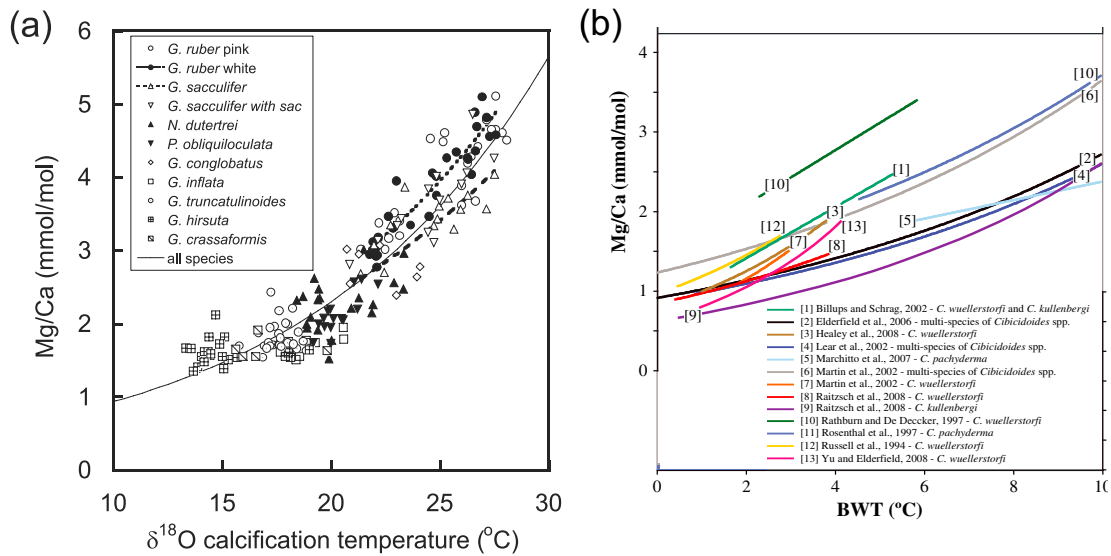 (a)
6
5
4
3
2
1
0
Mg/Ca (mmol/mol)
G. ruber pink
G. ruber white
G. sacculifer
G. sacculifer with sac
N. dutertrei
P. obliquiloculata
G. conglobatus
G. inflata
G. truncatulinoides
G. hirsuta
G. crassaformis
all species
10 15 20 25 30
δ18O calcification temperature (oC)
(b)
4
3
2
1
0
Mg/Ca (mmol/mol)
[10]
[6]
[10]
[1]
[2]
[4]
[12]
[3]
[13]
[5]
[7]
[8]
[9]
[1] Billups and Schrag, 2002 - C. wuellerstorfi and C. kullenbergi
[2] Elderfield et al., 2006 - multi-species of Cibicidoides spp.
[3] Healey et al., 2008 - C. wuellerstorfi
[4] Lear et al., 2002 - multi-species of Cibicidoides spp.
[5] Marchitto et al., 2007 - C. pachyderma
[6] Martin et al., 2002 - multi-species of Cibicidoides spp.
[7] Martin et al., 2002 - C. wuellerstorfi
[8] Raitzsch et al., 2008 - C. wuellerstorfi
[9] Raitzsch et al., 2008 - C. kullenbergi
[10] Rathburn and De Deccker, 1997 - C. wuellerstorfi
[11] Rosenthal et al., 1997 - C. pachyderma
[12] Russell et al., 1994 - C. wuellerstorfi
[13] Yu and Elderfield, 2008 - C. wuellerstorfi
0 2 4 6 8 10
BWT (ºC)